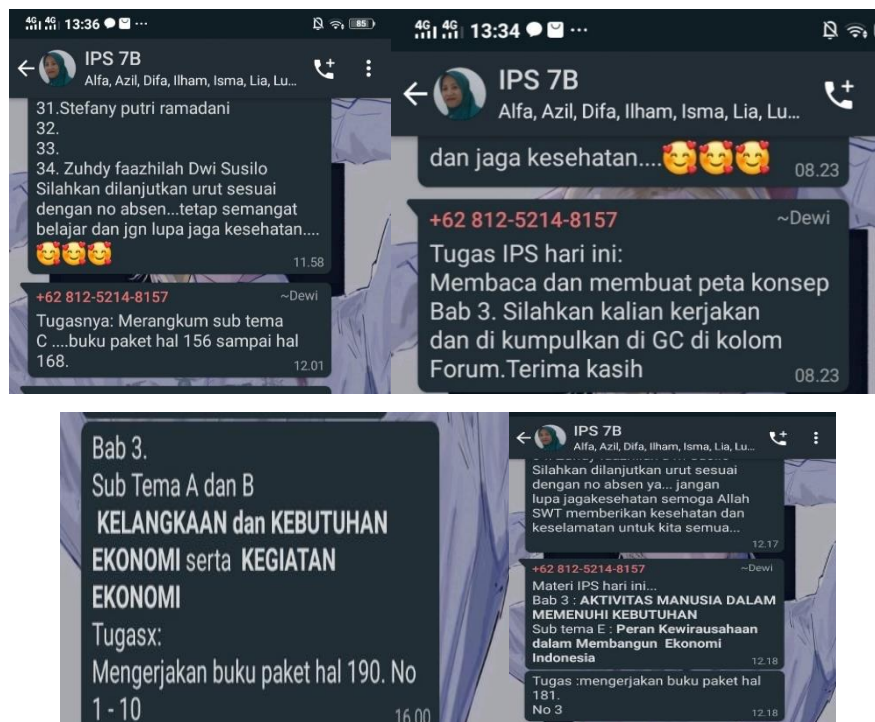 4G 4G 13:36
85
IPS 7B
Alfa, Azil, Difa, Ilham, Isma, Lia, Lu...
31.Stefany putri ramadani
32.
33.
34. Zuhdy faazhilah Dwi Susilo
Silahkan dilanjutkan urut sesuai
dengan no absen...tetap semangat
belajar dan jgn lupa jaga kesehatan....
🥰🥰🥰
11.58
+62 812-5214-8157 ~Dewi
Tugasnya: Merangkum sub tema
C ....buku paket hal 156 sampai hal
168.
12.01
4G 4G 13:34
IPS 7B
Alfa, Azil, Difa, Ilham, Isma, Lia, Lu...
dan jaga kesehatan....🥰🥰🥰
08.23
+62 812-5214-8157 ~Dewi
Tugas IPS hari ini:
Membaca dan membuat peta konsep
Bab 3. Silahkan kalian kerjakan
dan di kumpulkan di GC di kolom
Forum.Terima kasih
08.23
Bab 3.
Sub Tema A dan B
KELANGKAAN dan KEBUTUHAN
EKONOMI serta KEGIATAN
EKONOMI
Tugasx:
Mengerjakan buku paket hal 190. No
1 - 10
16.00
IPS 7B
Alfa, Azil, Difa, Ilham, Isma, Lia, Lu...
Silahkan dilanjutkan urut sesuai
dengan no absen ya... jangan
lupa jagakesehatan semoga Allah
SWT memberikan kesehatan dan
keselamatan untuk kita semua...
12.17
+62 812-5214-8157 ~Dewi
Materi IPS hari ini...
Bab 3 : AKTIVITAS MANUSIA DALAM
MEMENUHI KEBUTUHAN
Sub tema E : Peran Kewirausahaan
dalam Membangun Ekonomi
Indonesia
12.18
Tugas :mengerjakan buku paket hal
181.
No 3
12.18